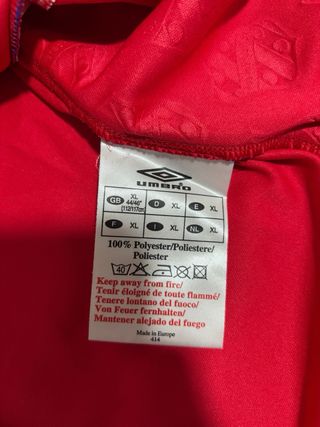 umbro
GB XL 44/46" [112/117cm]
D XL
E XL
F XL
I XL
NL XL
100% Polyester/Poliestere/
Poliester
40
Keep away from fire/
Tenir éloigné de toute flammé/
Tenere lontano del fuoco/
Von Feuer fernhalten/
Mantener alejado del fuego
Made in Europe
414